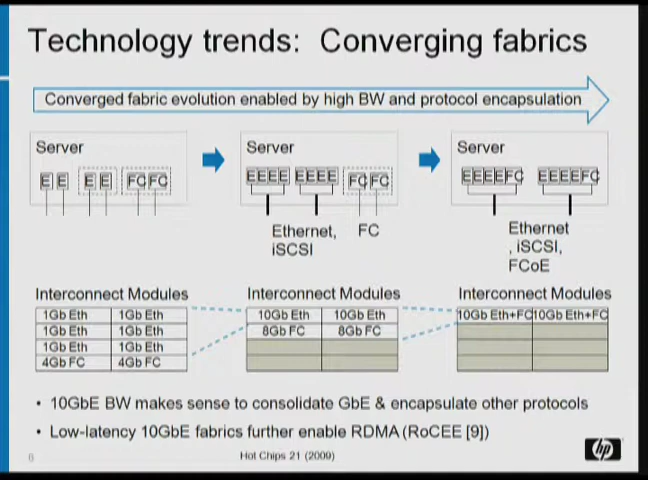 Technology trends: Converging fabrics
Converged fabric evolution enabled by high BW and protocol encapsulation
Server
E E E E FC FC
Server
EEEE EEEE FC FC
Ethernet,
iSCSI
FC
Server
EEEEFC EEEEFC
Ethernet
, iSCSI,
FCoE
Interconnect Modules
1Gb Eth 1Gb Eth
1Gb Eth 1Gb Eth
1Gb Eth 1Gb Eth
4Gb FC 4Gb FC
Interconnect Modules
10Gb Eth 10Gb Eth
8Gb FC 8Gb FC
Interconnect Modules
10Gb Eth+FC 10Gb Eth+FC
• 10GbE BW makes sense to consolidate GbE & encapsulate other protocols
• Low-latency 10GbE fabrics further enable RDMA (RoCEE [9])
Hot Chips 21 (2009)
hp